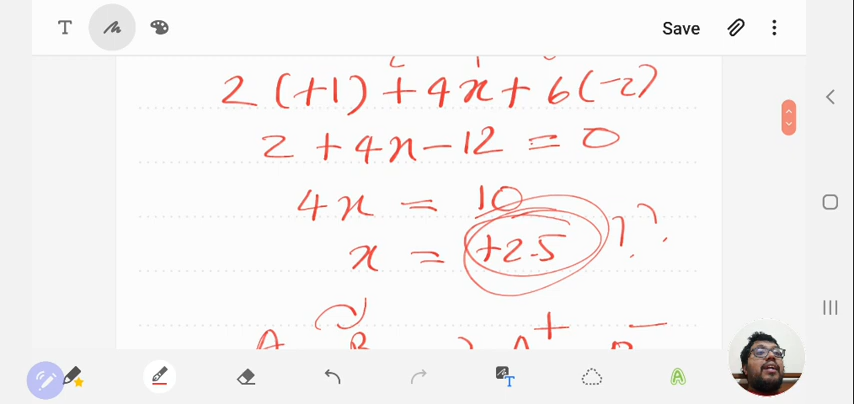 T Save
2 (+1) + 4x + 6(-2)
2 + 4x - 12 = 0
4x = 10
x = +2.5 ??